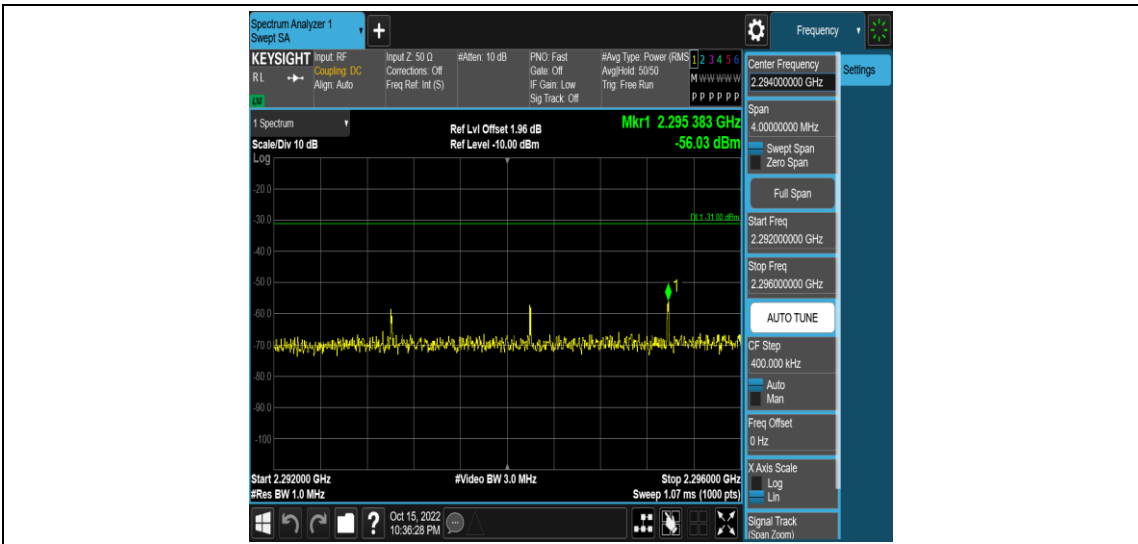 Spectrum Analyzer 1
Swept SA
+
Frequency
KEYSIGHT
RL
LXI
Input: RF
Coupling: DC
Align: Auto
Input Z: 50 Ω
Corrections: Off
Freq Ref: Int (S)
#Atten: 10 dB
PNO: Fast
Gate: Off
IF Gain: Low
Sig Track: Off
#Avg Type: Power (RMS
Avg|Hold: 50/50
Trig: Free Run
1 2 3 4 5 6
M W W W W W
P P P P P P
1 Spectrum
Scale/Div 10 dB
Log
Ref Lvl Offset 1.96 dB
Ref Level -10.00 dBm
Mkr1 2.295 383 GHz
-56.03 dBm
-20.0
-30.0
DL1 -31.00 dBm
-40.0
-50.0
1
-60.0
-70.0
-80.0
-90.0
-100
Start 2.292000 GHz
#Res BW 1.0 MHz
#Video BW 3.0 MHz
Stop 2.296000 GHz
Sweep 1.07 ms (1000 pts)
Center Frequency
2.294000000 GHz
Settings
Span
4.00000000 MHz
Swept Span
Zero Span
Full Span
Start Freq
2.292000000 GHz
Stop Freq
2.296000000 GHz
AUTO TUNE
CF Step
400.000 kHz
Auto
Man
Freq Offset
0 Hz
X Axis Scale
Log
Lin
Signal Track
(Span Zoom)
?
Oct 15, 2022
10:36:28 PM